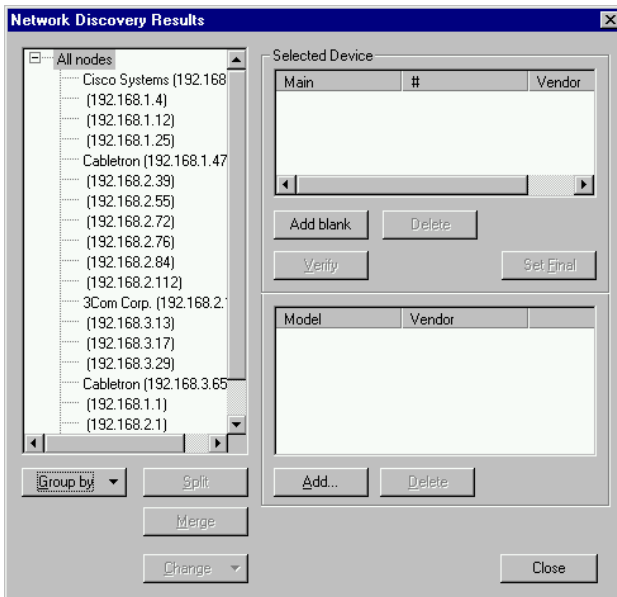 Network Discovery Results
All nodes
Cisco Systems (192.168
(192.168.1.4)
(192.168.1.12)
(192.168.1.25)
Cabletron (192.168.1.47
(192.168.2.39)
(192.168.2.55)
(192.168.2.72)
(192.168.2.76)
(192.168.2.84)
(192.168.2.112)
3Com Corp. (192.168.2.1
(192.168.3.13)
(192.168.3.17)
(192.168.3.29)
Cabletron (192.168.3.65
(192.168.1.1)
(192.168.2.1)
Group by
Split
Merge
Change
Selected Device
Main # Vendor
Add blank Delete
Verify Set Final
Model Vendor
Add... Delete
Close